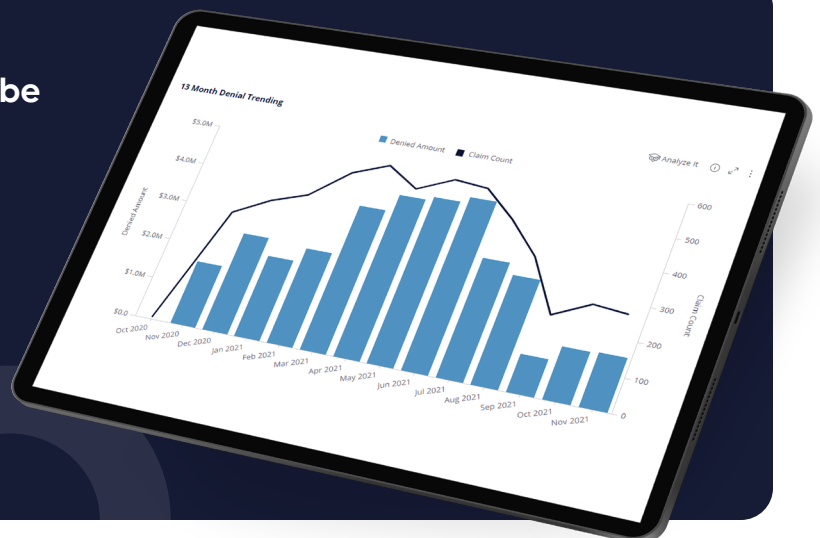 be
13 Month Denial Trending
Denied Amount
Claim Count
Analyze It
$5.0M
$4.0M
$3.0M
$2.0M
$1.0M
$0.0
Denied Amount
600
500
400
300
200
100
0
Claim Count
Oct 2020
Nov 2020
Dec 2020
Jan 2021
Feb 2021
Mar 2021
Apr 2021
May 2021
Jun 2021
Jul 2021
Aug 2021
Sep 2021
Oct 2021
Nov 2021